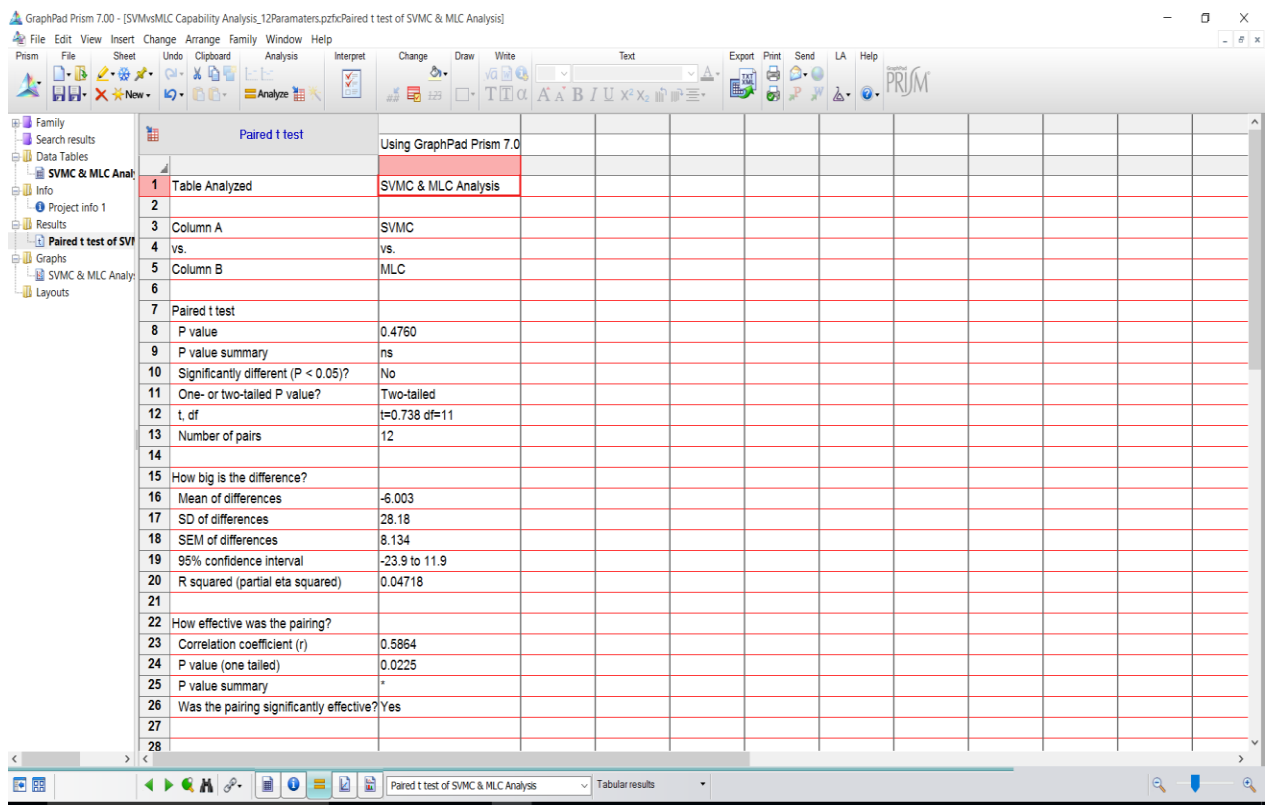 GraphPad Prism 7.00 - [SVMvsMLC Capability Analysis_12Paramaters.pzfx:Paired t test of SVMC & MLC Analysis]
File Edit View Insert Change Arrange Family Window Help
Prism File Sheet Undo Clipboard Analysis Interpret Change Draw Write Text Export Print Send LA Help
New
Analyze
GraphPad
PRISM
Family
Search results
Data Tables
SVMC & MLC Anal
Info
Project info 1
Results
Paired t test of SVM
Graphs
SVMC & MLC Analys
Layouts
Paired t test
Using GraphPad Prism 7.0
1 Table Analyzed SVMC & MLC Analysis
2
3 Column A SVMC
4 vs. vs.
5 Column B MLC
6
7 Paired t test
8 P value 0.4760
9 P value summary ns
10 Significantly different (P < 0.05)? No
11 One- or two-tailed P value? Two-tailed
12 t, df t=0.738 df=11
13 Number of pairs 12
14
15 How big is the difference?
16 Mean of differences -6.003
17 SD of differences 28.18
18 SEM of differences 8.134
19 95% confidence interval -23.9 to 11.9
20 R squared (partial eta squared) 0.04718
21
22 How effective was the pairing?
23 Correlation coefficient (r) 0.5864
24 P value (one tailed) 0.0225
25 P value summary *
26 Was the pairing significantly effective? Yes
27
28
Paired t test of SVMC & MLC Analysis Tabular results